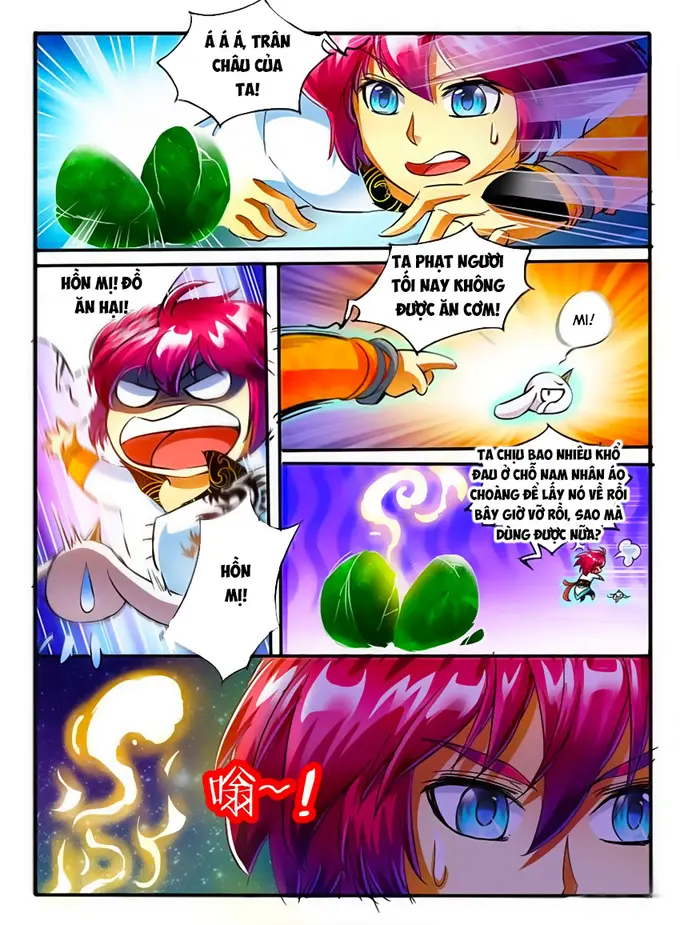 Á Á Á, TRÂN
CHÂU CỦA
TA!
HỒN MỊ! ĐỒ
ĂN HẠI!
TA PHẠT NGƯƠI
TỐI NAY KHÔNG
ĐƯỢC ĂN CƠM!
MI!
HỒN
MỊ!
TA CHỊU BAO NHIÊU KHỔ
ĐAU Ở CHỖ NAM NHÂN ÁO
CHOÀNG ĐỂ LẤY NÓ VỀ RỒI
BÂY GIỜ VỠ RỒI, SAO MÀ
DÙNG ĐƯỢC NỮA?
嗡~!